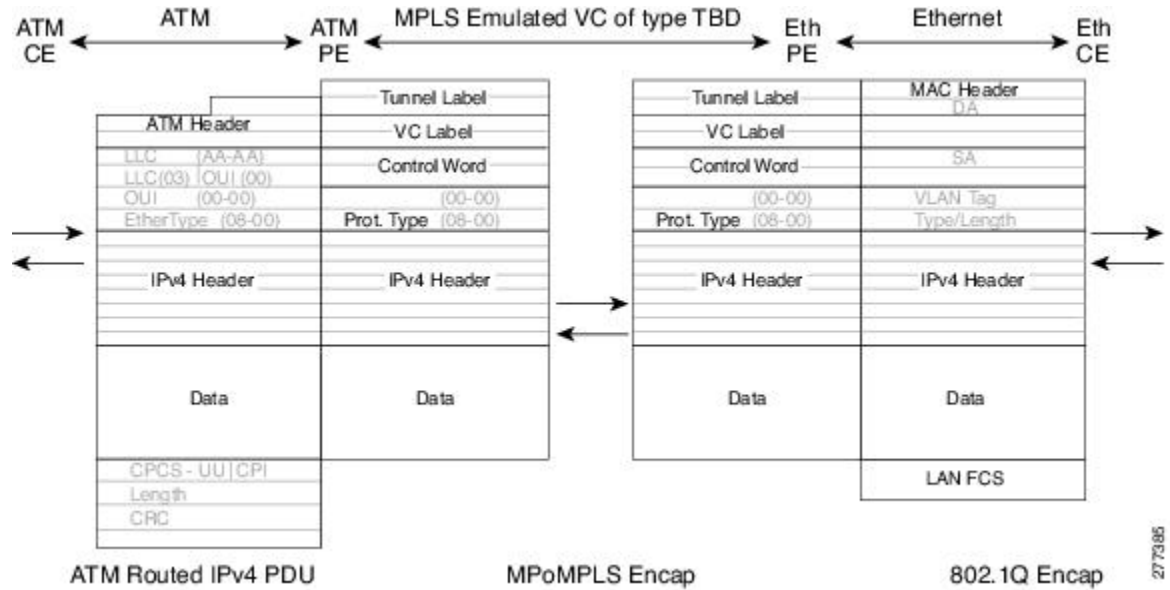 ATM CE
ATM
ATM PE
MPLS Emulated VC of type TBD
Eth PE
Ethernet
Eth CE
ATM Header
LLC (AA-AA)
LLC(03) OUI (00)
OUI (00-00)
EtherType (08-00)
IPv4 Header
Data
CPCS - UU | CPI
Length
CRC
Tunnel Label
VC Label
Control Word
(00-00)
Prot. Type (08-00)
IPv4 Header
Data
Tunnel Label
VC Label
Control Word
(00-00)
Prot. Type (08-00)
IPv4 Header
Data
MAC Header
DA
SA
VLAN Tag
Type/Length
IPv4 Header
Data
LAN FCS
ATM Routed IPv4 PDU
MPoMPLS Encap
802.1Q Encap
277385